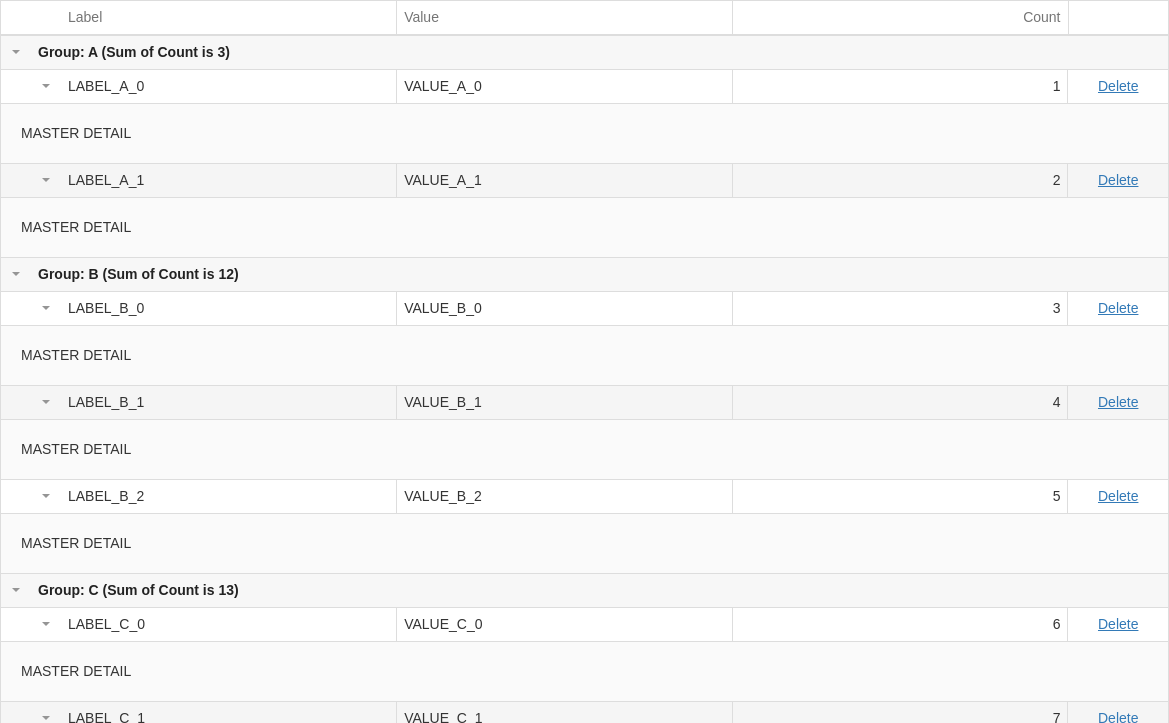 Label Value Count
Group: A (Sum of Count is 3)
LABEL_A_0 VALUE_A_0 1 Delete
MASTER DETAIL
LABEL_A_1 VALUE_A_1 2 Delete
MASTER DETAIL
Group: B (Sum of Count is 12)
LABEL_B_0 VALUE_B_0 3 Delete
MASTER DETAIL
LABEL_B_1 VALUE_B_1 4 Delete
MASTER DETAIL
LABEL_B_2 VALUE_B_2 5 Delete
MASTER DETAIL
Group: C (Sum of Count is 13)
LABEL_C_0 VALUE_C_0 6 Delete
MASTER DETAIL
LABEL_C_1 VALUE_C_1 7 Delete